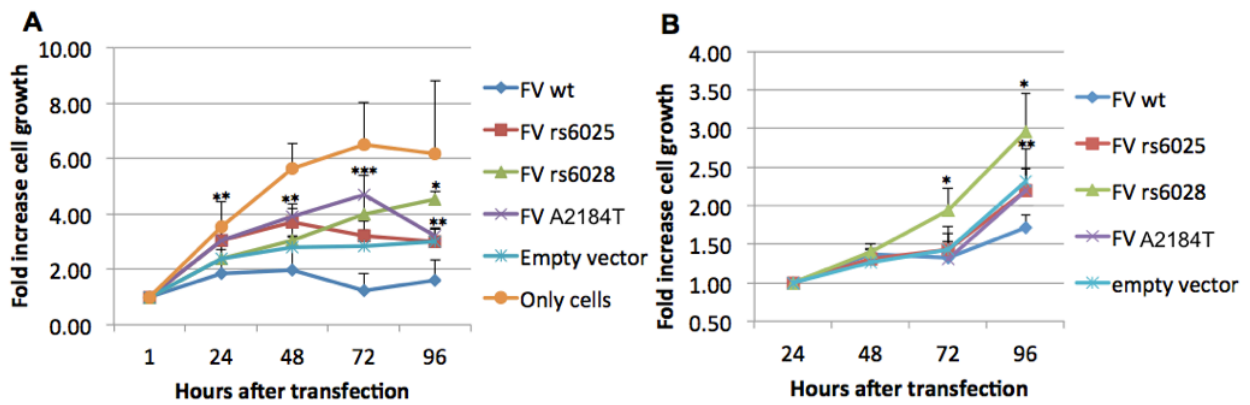 A
Fold increase cell growth
10.00
8.00
6.00
4.00
2.00
0.00
**
**
***
*
**
1 24 48 72 96
Hours after transfection
FV wt
FV rs6025
FV rs6028
FV A2184T
Empty vector
Only cells
B
Fold increase cell growth
4.00
3.50
3.00
2.50
2.00
1.50
1.00
0.50
*
*
**
24 48 72 96
Hours after transfection
FV wt
FV rs6025
FV rs6028
FV A2184T
empty vector